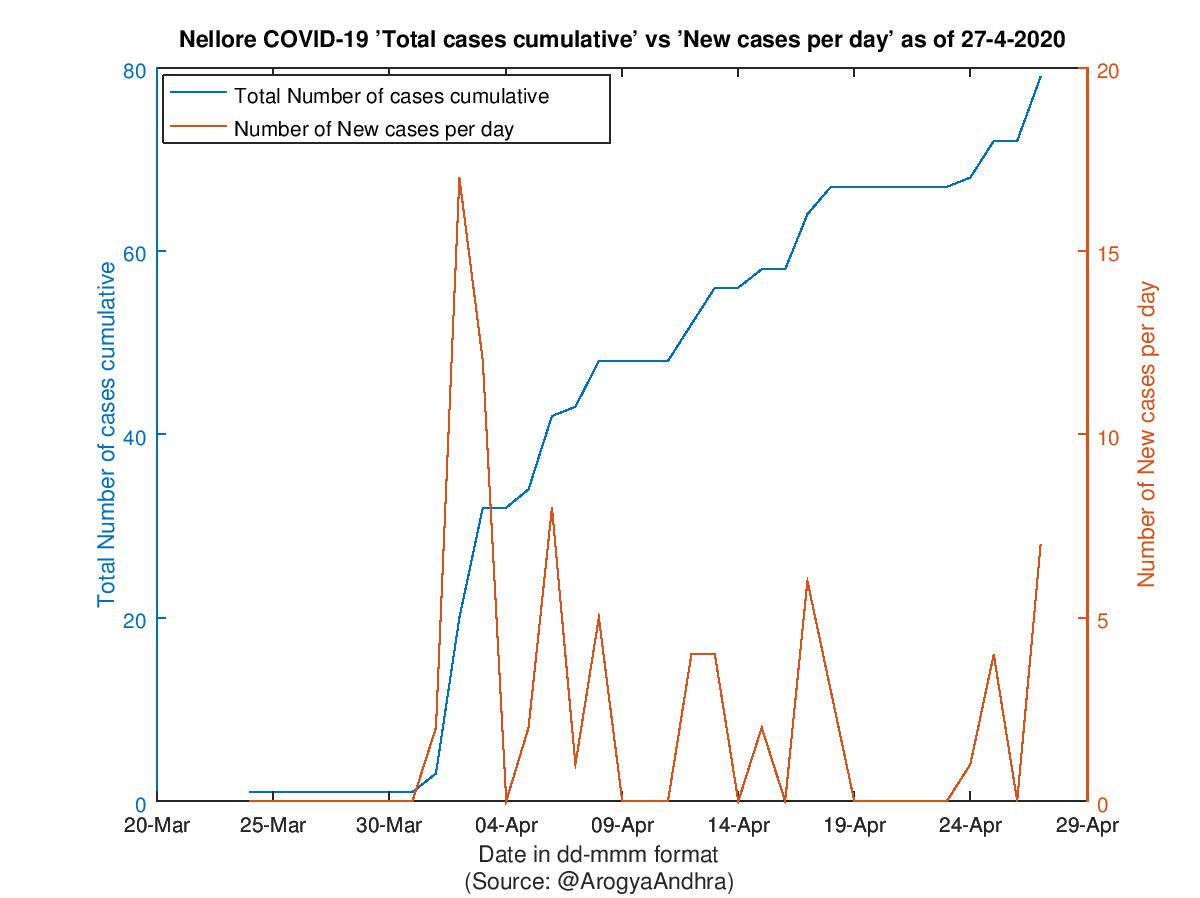 Nellore COVID-19 ’Total cases cumulative’ vs ’New cases per day’ as of 27-4-2020
Total Number of cases cumulative
Number of New cases per day
80
60
40
20
0
Total Number of cases cumulative
20
15
10
5
0
Number of New cases per day
20-Mar 25-Mar 30-Mar 04-Apr 09-Apr 14-Apr 19-Apr 24-Apr 29-Apr
Date in dd-mmm format
(Source: @ArogyaAndhra)